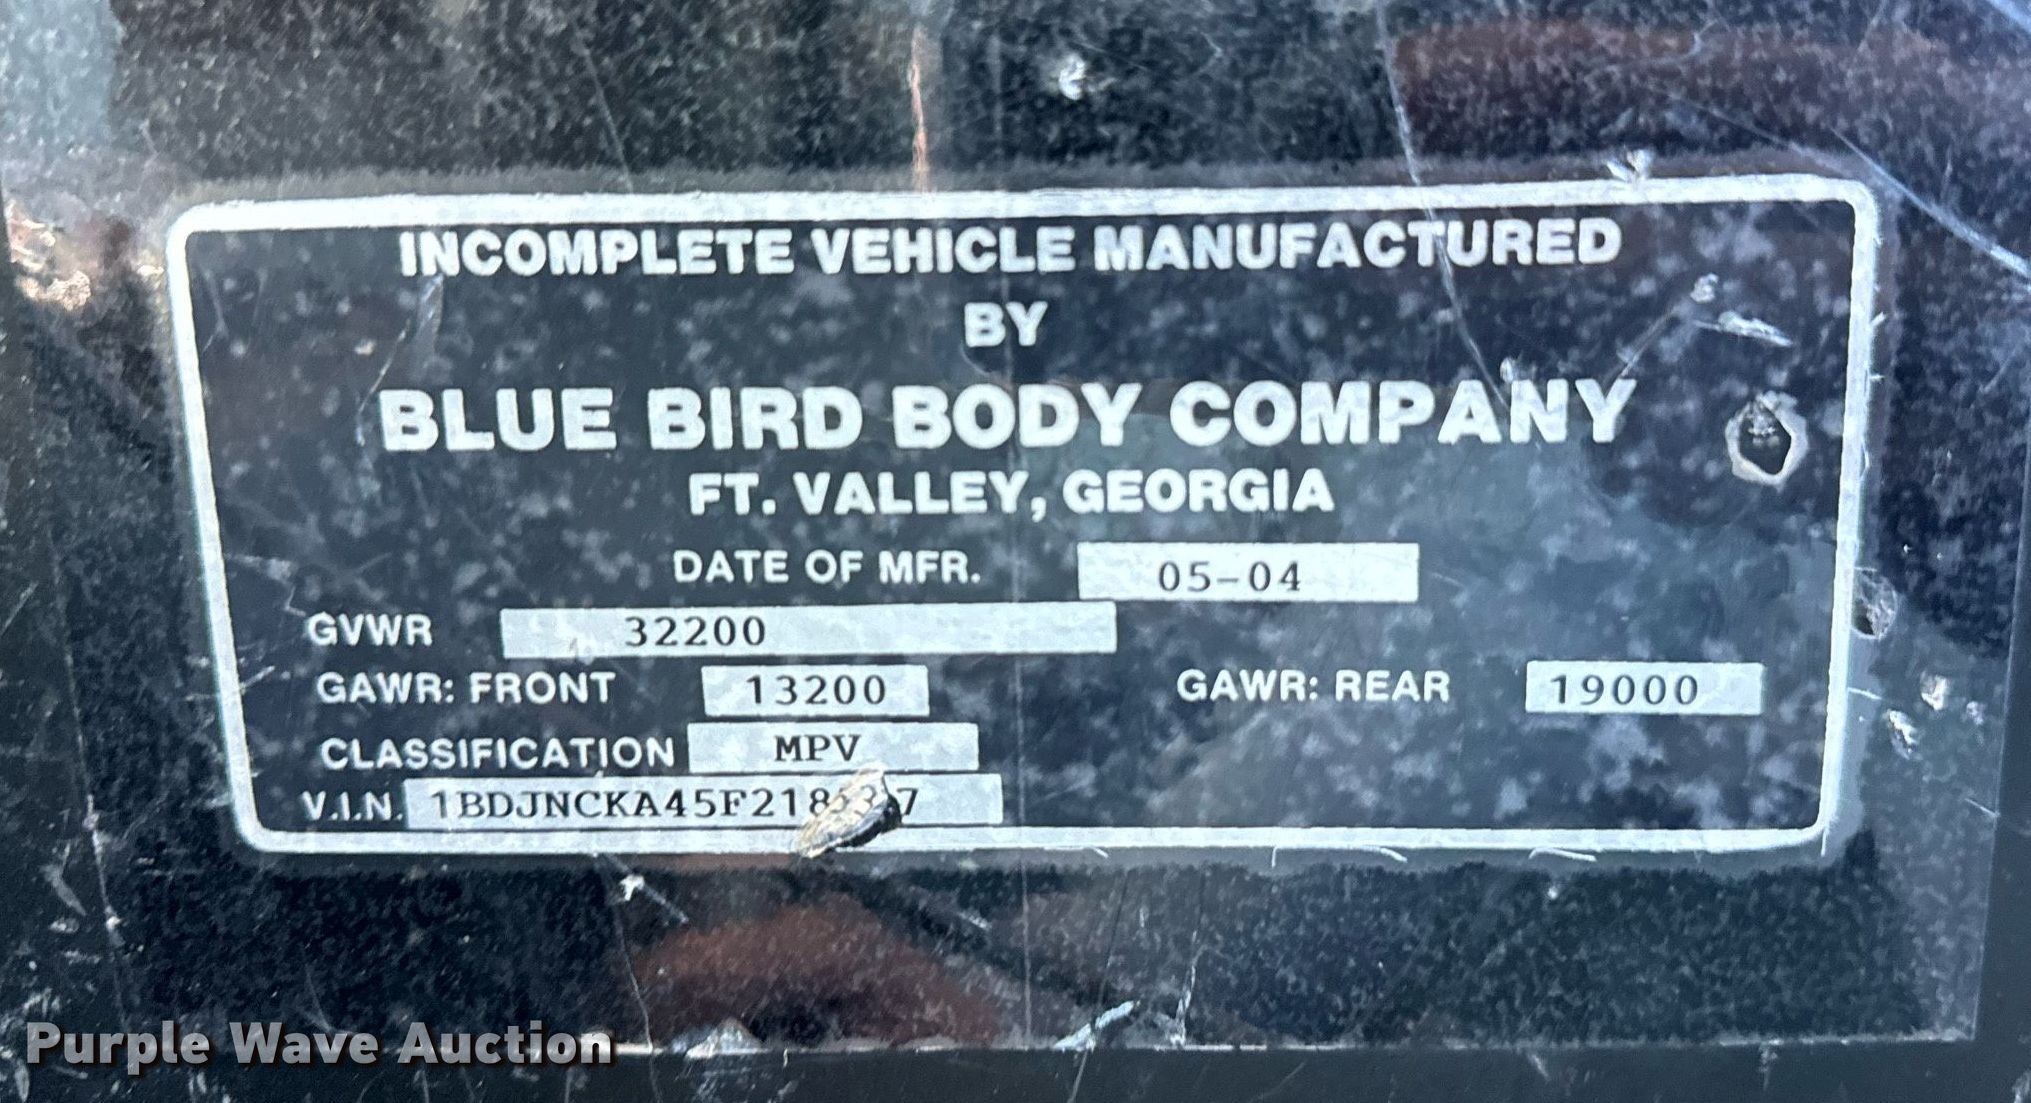 INCOMPLETE VEHICLE MANUFACTURED
BY
BLUE BIRD BODY COMPANY
FT. VALLEY, GEORGIA
DATE OF MFR. 05-04
GVWR 32200
GAWR: FRONT 13200 GAWR: REAR 19000
CLASSIFICATION MPV
V.I.N.
Purple Wave Auction